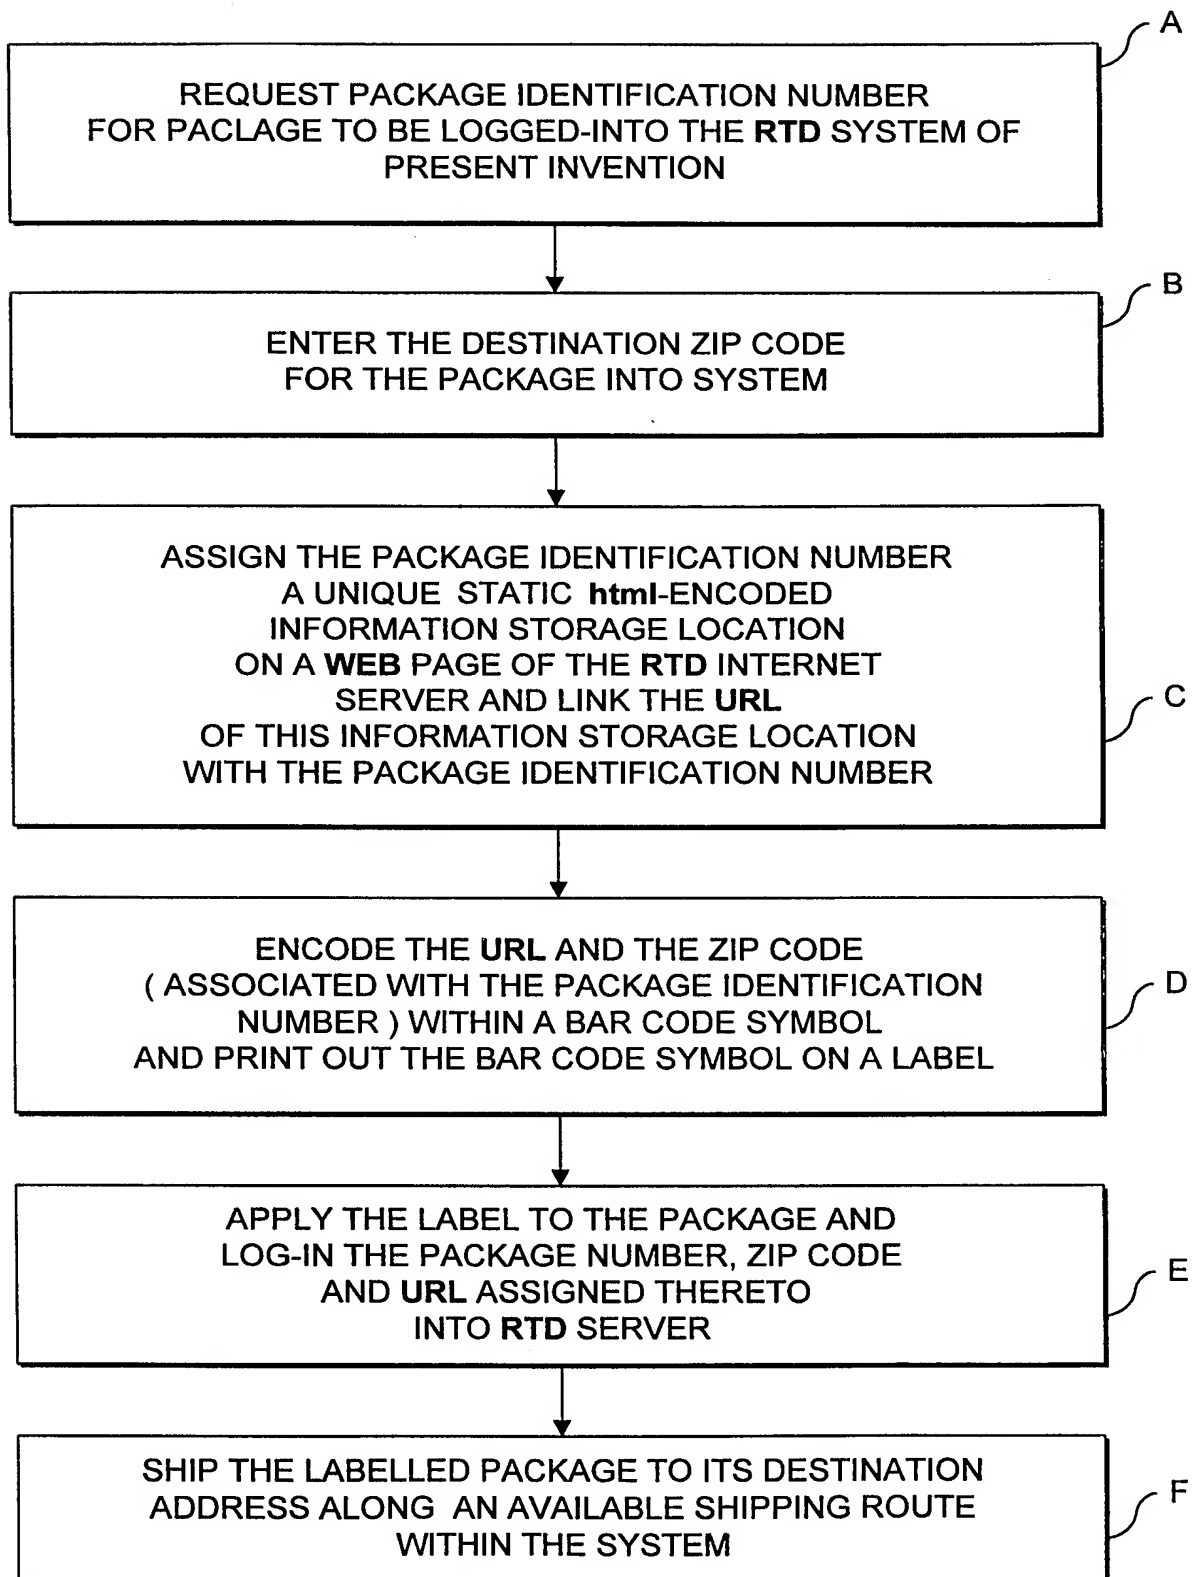 A
REQUEST PACKAGE IDENTIFICATION NUMBER
FOR PACLAGE TO BE LOGGED-INTO THE RTD SYSTEM OF
PRESENT INVENTION
B
ENTER THE DESTINATION ZIP CODE
FOR THE PACKAGE INTO SYSTEM
ASSIGN THE PACKAGE IDENTIFICATION NUMBER
A UNIQUE STATIC html-ENCODED
INFORMATION STORAGE LOCATION
ON A WEB PAGE OF THE RTD INTERNET
SERVER AND LINK THE URL
OF THIS INFORMATION STORAGE LOCATION
WITH THE PACKAGE IDENTIFICATION NUMBER
C
ENCODE THE URL AND THE ZIP CODE
( ASSOCIATED WITH THE PACKAGE IDENTIFICATION
NUMBER ) WITHIN A BAR CODE SYMBOL
AND PRINT OUT THE BAR CODE SYMBOL ON A LABEL
D
APPLY THE LABEL TO THE PACKAGE AND
LOG-IN THE PACKAGE NUMBER, ZIP CODE
AND URL ASSIGNED THERETO
INTO RTD SERVER
E
SHIP THE LABELLED PACKAGE TO ITS DESTINATION
ADDRESS ALONG AN AVAILABLE SHIPPING ROUTE
WITHIN THE SYSTEM
F